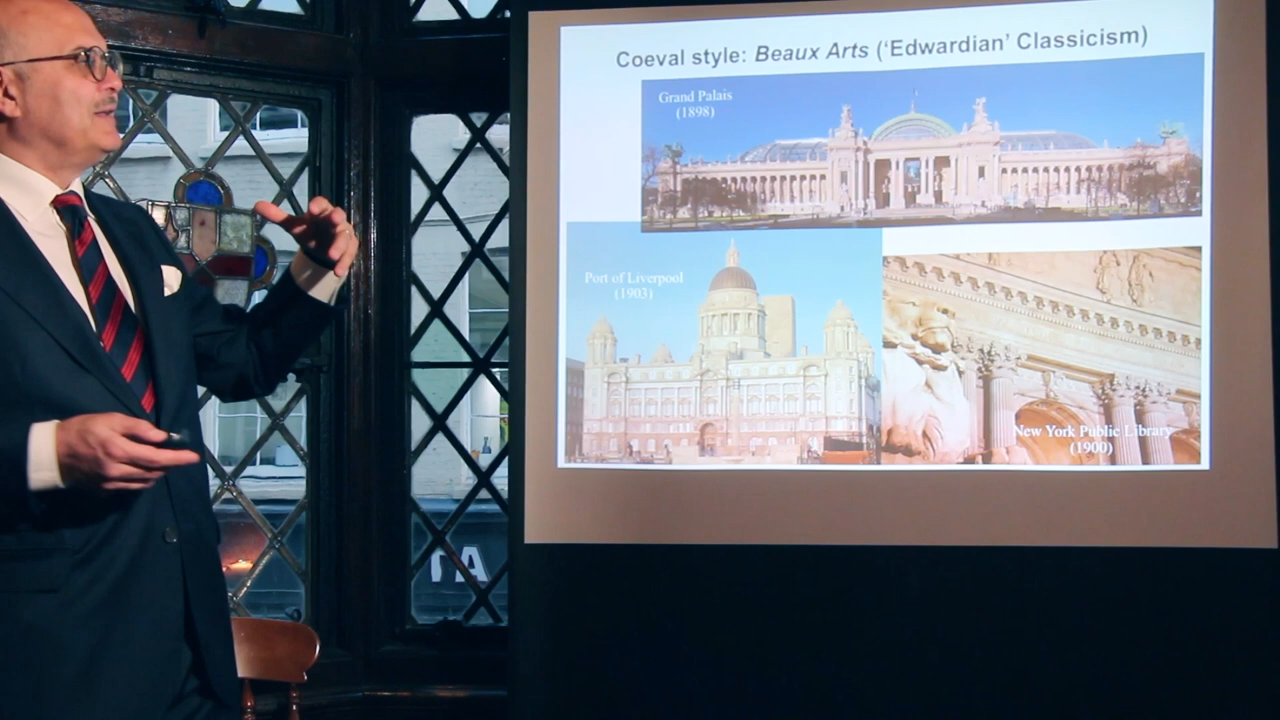 Coeval style: Beaux Arts (‘Edwardian’ Classicism)
Grand Palais
(1898)
Port of Liverpool
(1903)
New York Public Library
(1900)